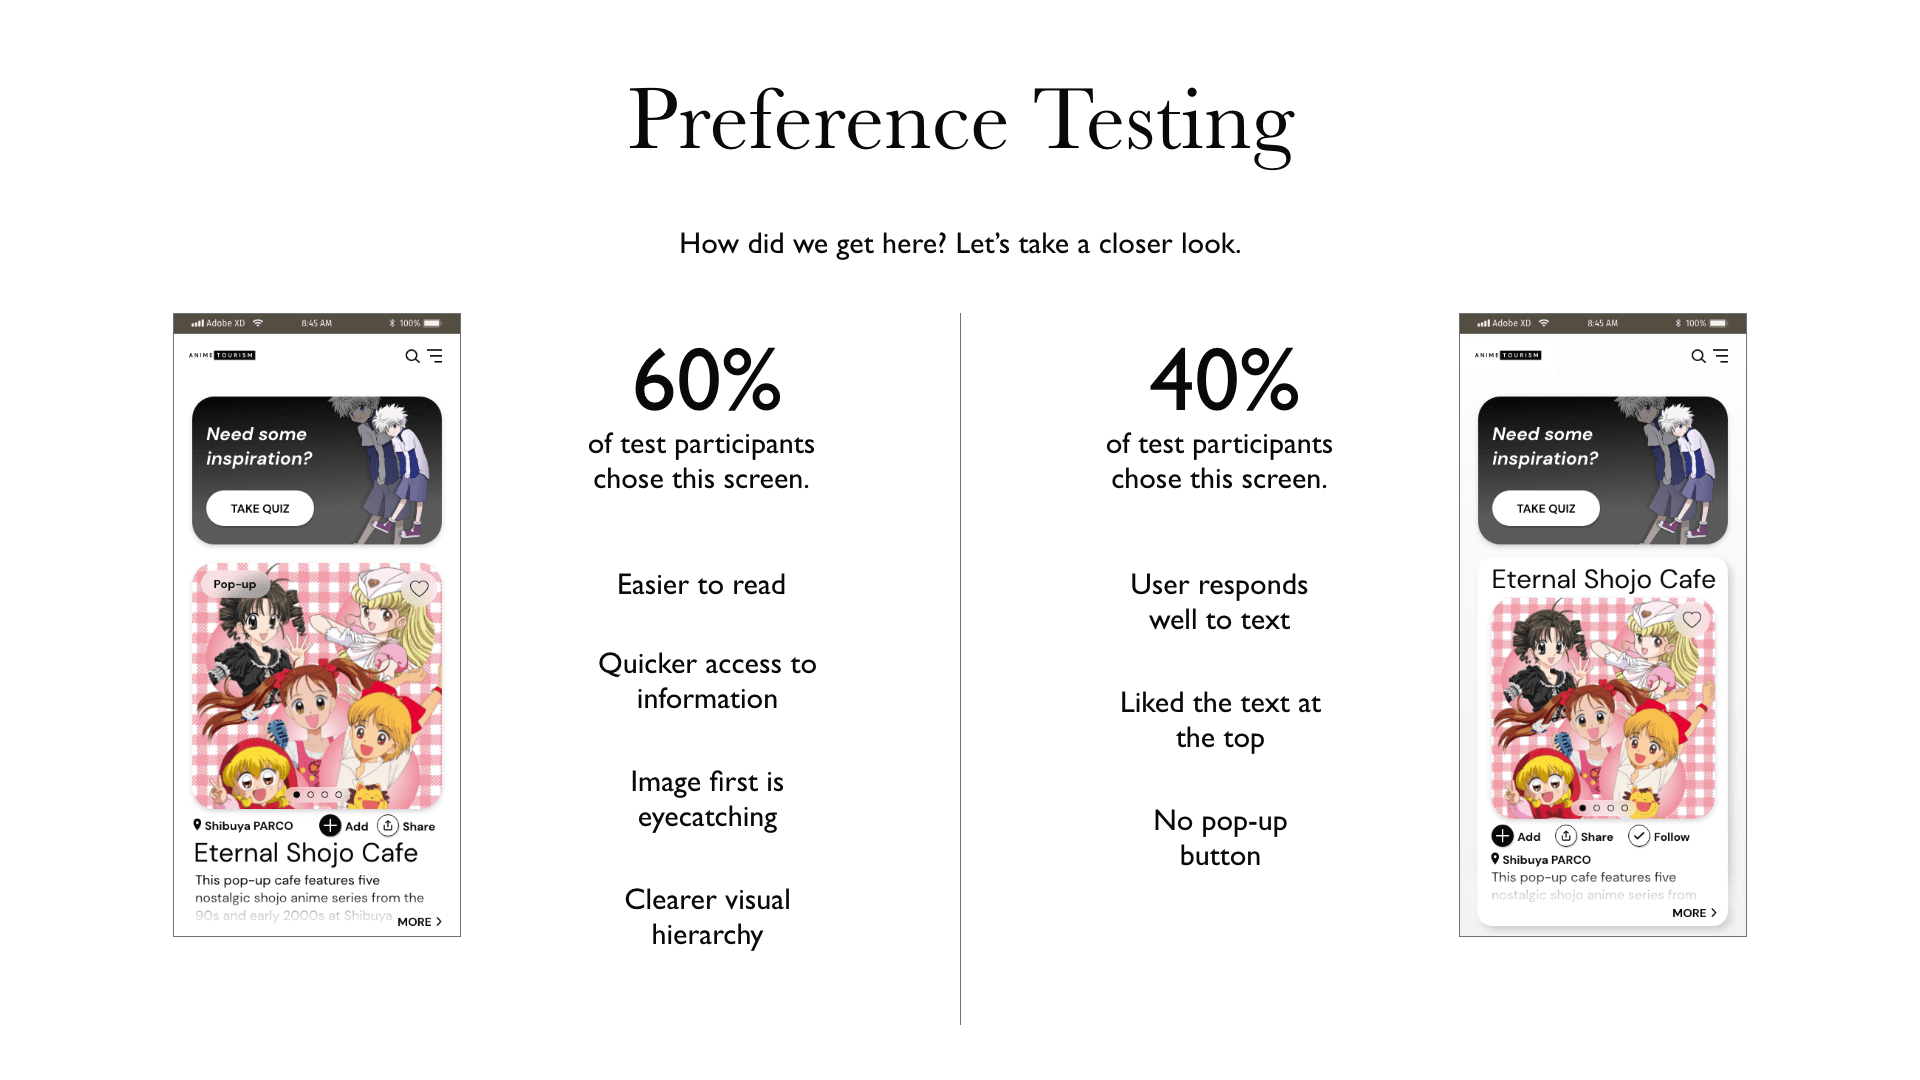 Preference Testing
How did we get here? Let's take a closer look.
Adobe XD 8:45 AM 100%
ANIME TOURISM
Need some
inspiration?
TAKE QUIZ
Pop-up
Shibuya PARCO Add Share
Eternal Shojo Cafe
This pop-up cafe features five
nostalgic shojo anime series from the
90s and early 2000s at Shibuya MORE
60%
of test participants
chose this screen.
Easier to read
Quicker access to
information
Image first is
eyecatching
Clearer visual
hierarchy
40%
of test participants
chose this screen.
User responds
well to text
Liked the text at
the top
No pop-up
button
Adobe XD 8:45 AM 100%
ANIME TOURISM
Need some
inspiration?
TAKE QUIZ
Eternal Shojo Cafe
Add Share Follow
Shibuya PARCO
This pop-up cafe features five
nostalgic shojo anime series from
MORE